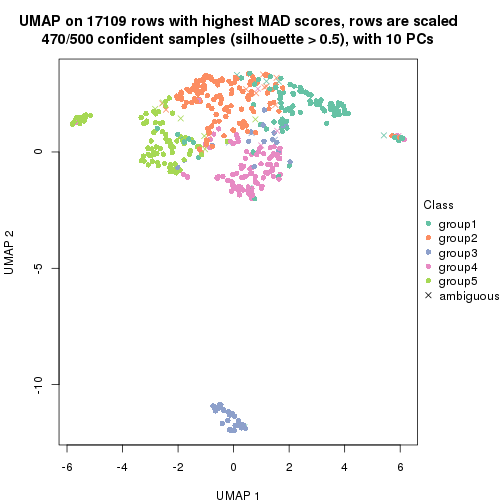 UMAP on 17109 rows with highest MAD scores, rows are scaled
470/500 confident samples (silhouette > 0.5), with 10 PCs
UMAP 2
0
-5
-10
-6
-4
-2
0
2
4
6
UMAP 1
Class
group1
group2
group3
group4
group5
ambiguous